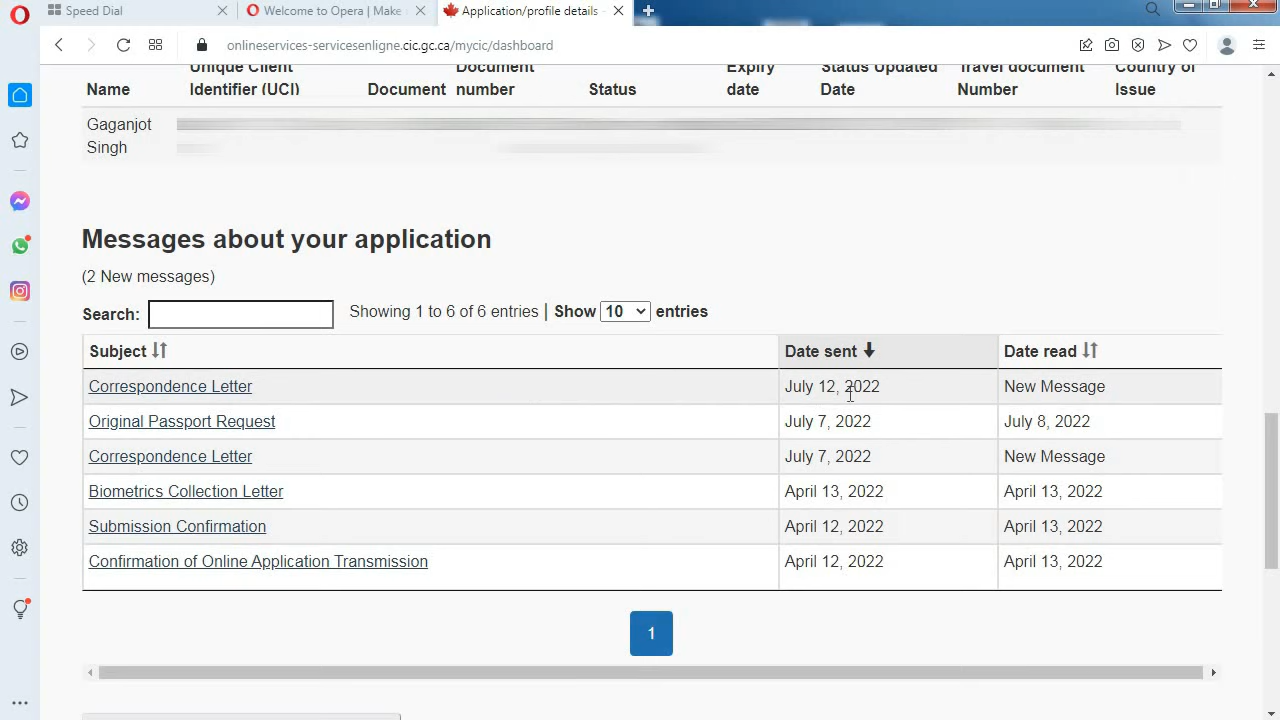 Speed Dial
Welcome to Opera | Make
Application/profile details
onlineservices-servicesenligne.cic.gc.ca/mycic/dashboard
Name
Unique Client Identifier (UCI)
Document
Document number
Status
Expiry date
Status Updated Date
Travel document Number
Country of Issue
Gaganjot
Singh
Messages about your application
(2 New messages)
Search: Showing 1 to 6 of 6 entries | Show 10 entries
Subject Date sent Date read
Correspondence Letter July 12, 2022 New Message
Original Passport Request July 7, 2022 July 8, 2022
Correspondence Letter July 7, 2022 New Message
Biometrics Collection Letter April 13, 2022 April 13, 2022
Submission Confirmation April 12, 2022 April 13, 2022
Confirmation of Online Application Transmission April 12, 2022 April 13, 2022
1